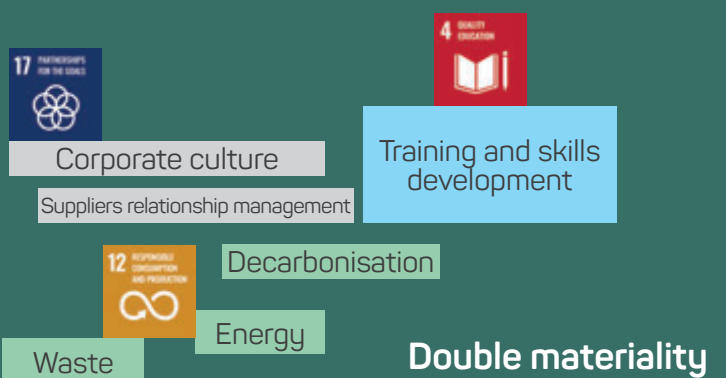 4 QUALITY
EDUCATION
17 PARTNERSHIPS
FOR THE GOALS
Corporate culture
Training and skills
development
Suppliers relationship management
12 RESPONSIBLE
CONSUMPTION
AND PRODUCTION
Decarbonisation
Energy
Waste
Double materiality